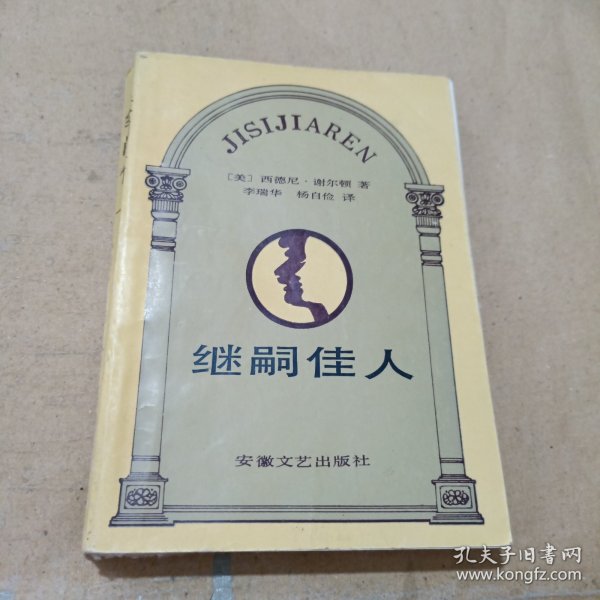 JISIJIAREN
〔美〕西德尼·谢尔顿 著
李瑞华 杨自俭 译
继嗣佳人
安徽文艺出版社
孔夫子旧书网
www.kongfz.com